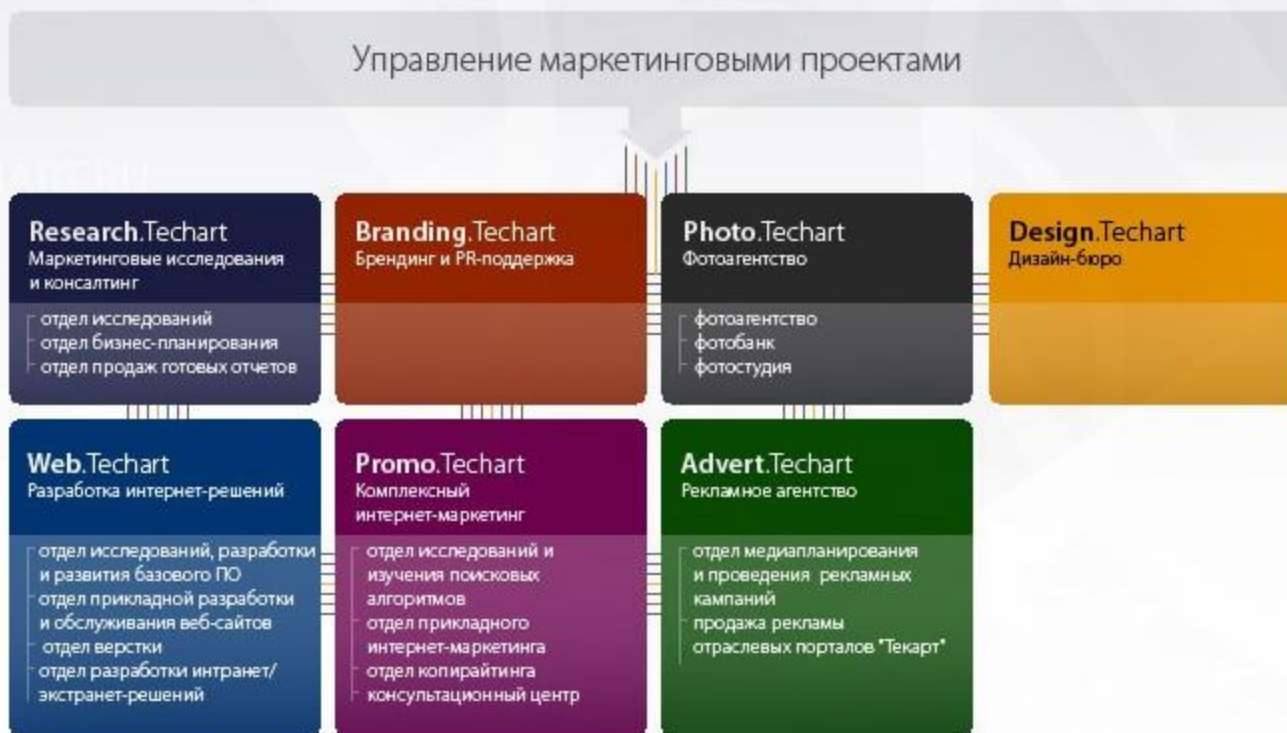 Управление маркетинговыми проектами
Research.Techart
Маркетинговые исследования
и консалтинг
отдел исследований
отдел бизнес-планирования
отдел продаж готовых отчетов
Branding.Techart
Брендинг и PR-поддержка
Photo.Techart
Фотоагентство
фотоагентство
фотобанк
фотостудия
Design.Techart
Дизайн-бюро
Web.Techart
Разработка интернет-решений
отдел исследований, разработки
и развития базового ПО
отдел прикладной разработки
и обслуживания веб-сайтов
отдел верстки
отдел разработки интранет/
экстранет-решений
Promo.Techart
Комплексный
интернет-маркетинг
отдел исследований и
изучения поисковых
алгоритмов
отдел прикладного
интернет-маркетинга
отдел копирайтинга
консультационный центр
Advert.Techart
Рекламное агентство
отдел медиапланирования
и проведения рекламных
кампаний
продажа рекламы
отраслевых порталов "Текарт"